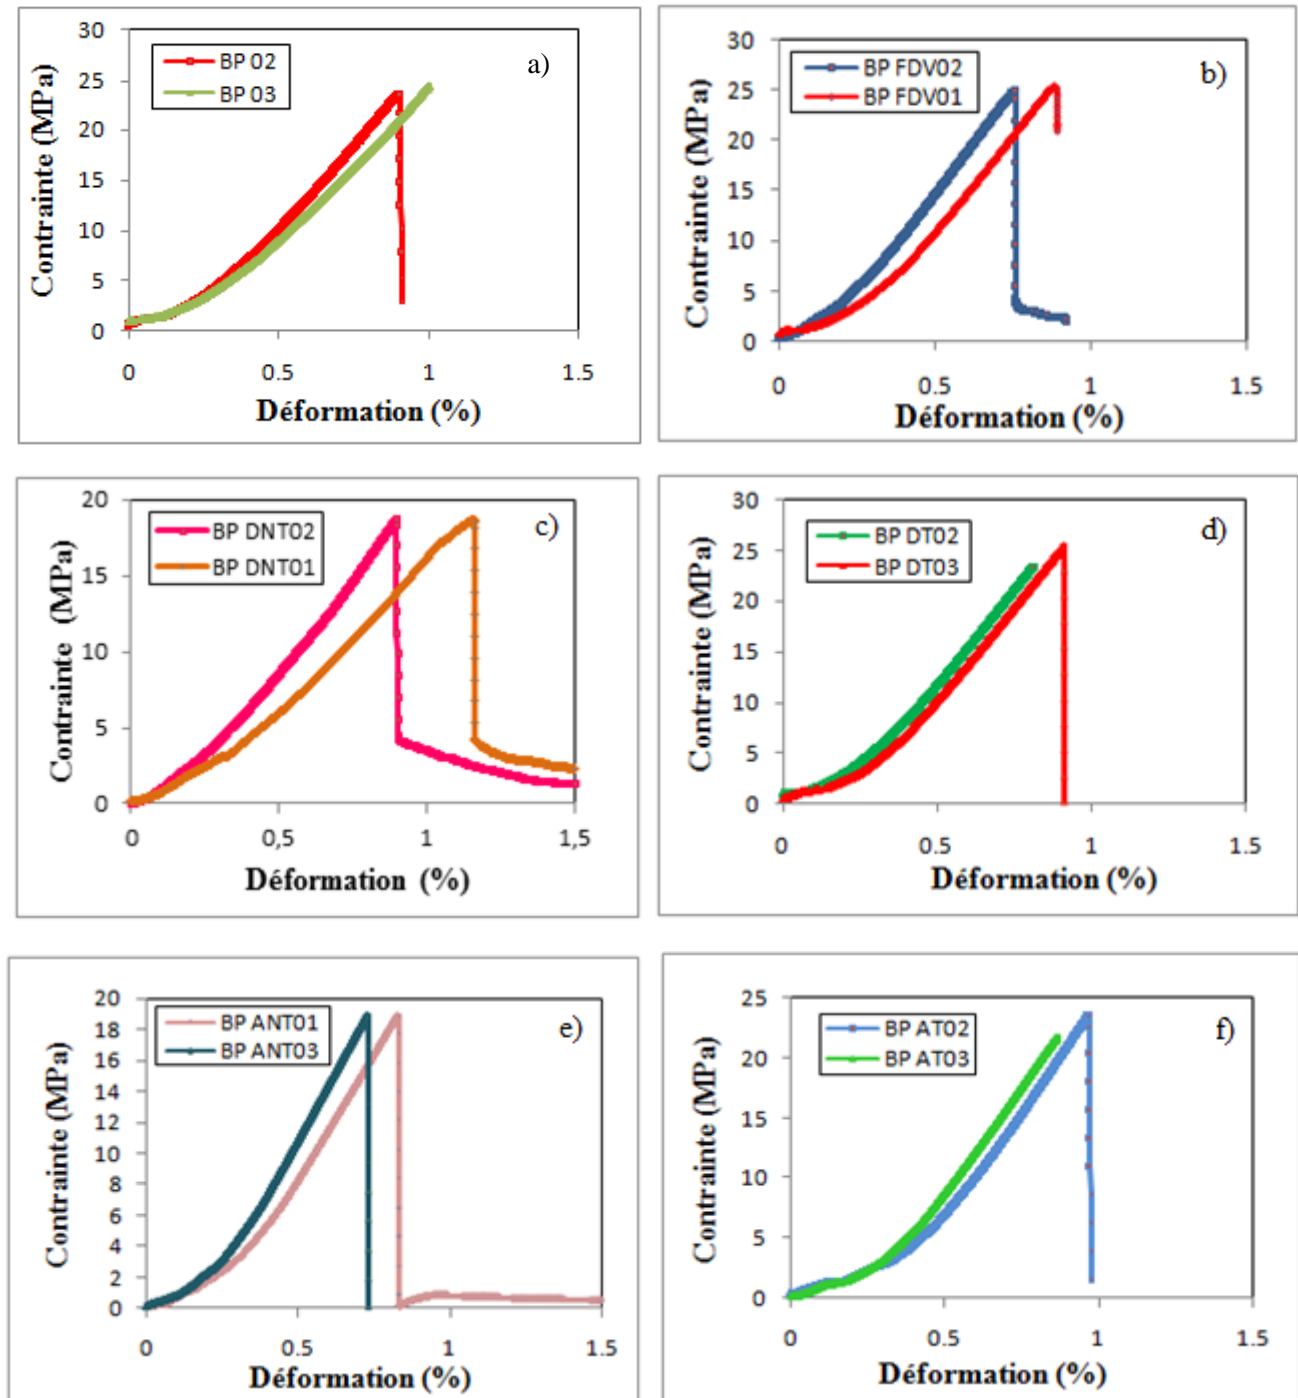 a)
BP 02
BP 03
Contrainte (MPa)
30
25
20
15
10
5
0
0 0.5 1 1.5
Déformation (%)
b)
BP FDV02
BP FDV01
Contrainte (MPa)
30
25
20
15
10
5
0
0 0.5 1 1.5
Déformation (%)
c)
BP DNT02
BP DNT01
Contrainte (MPa)
20
15
10
5
0
0 0,5 1 1,5
Déformation (%)
d)
BP DT02
BP DT03
Contrainte (MPa)
30
25
20
15
10
5
0
0 0.5 1 1.5
Déformation (%)
e)
BP ANT01
BP ANT03
Contrainte (MPa)
20
18
16
14
12
10
8
6
4
2
0
0 0.5 1 1.5
Déformation (%)
f)
BP AT02
BP AT03
Contrainte (MPa)
25
20
15
10
5
0
0 0.5 1 1.5
Déformation (%)